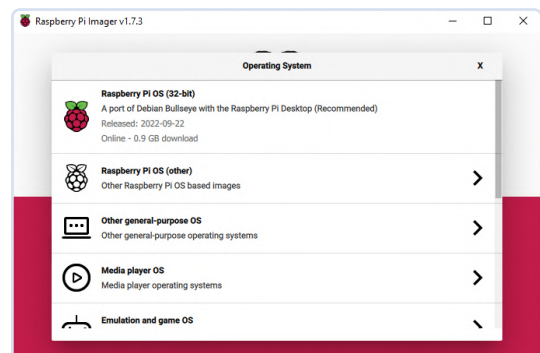 Raspberry Pi Imager v1.7.3
Operating System
X
Raspberry Pi OS (32-bit)
A port of Debian Bullseye with the Raspberry Pi Desktop (Recommended)
Released: 2022-09-22
Online - 0.9 GB download
Raspberry Pi OS (other)
Other Raspberry Pi OS based images
Other general-purpose OS
Other general-purpose operating systems
Media player OS
Media player operating systems
Emulation and game OS